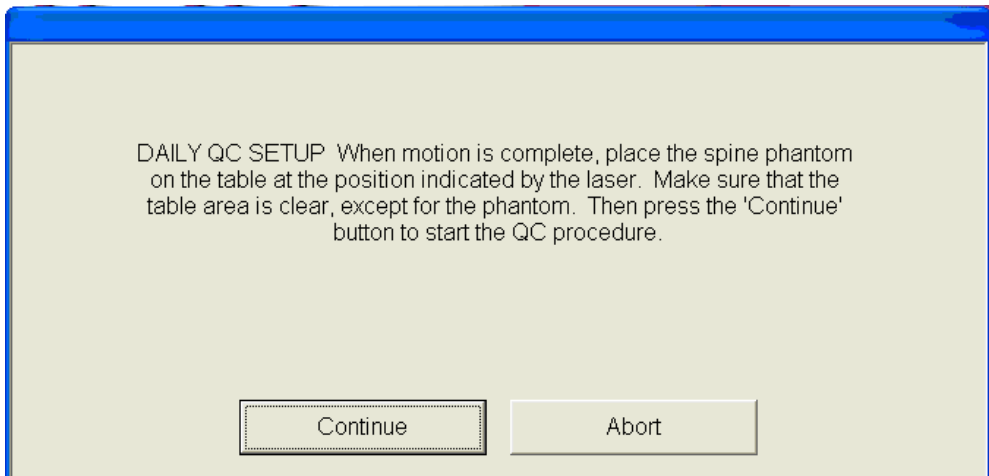 DAILY QC SETUP  When motion is complete, place the spine phantom
on the table at the position indicated by the laser.  Make sure that the
table area is clear, except for the phantom.  Then press the 'Continue'
button to start the QC procedure.
Continue
Abort